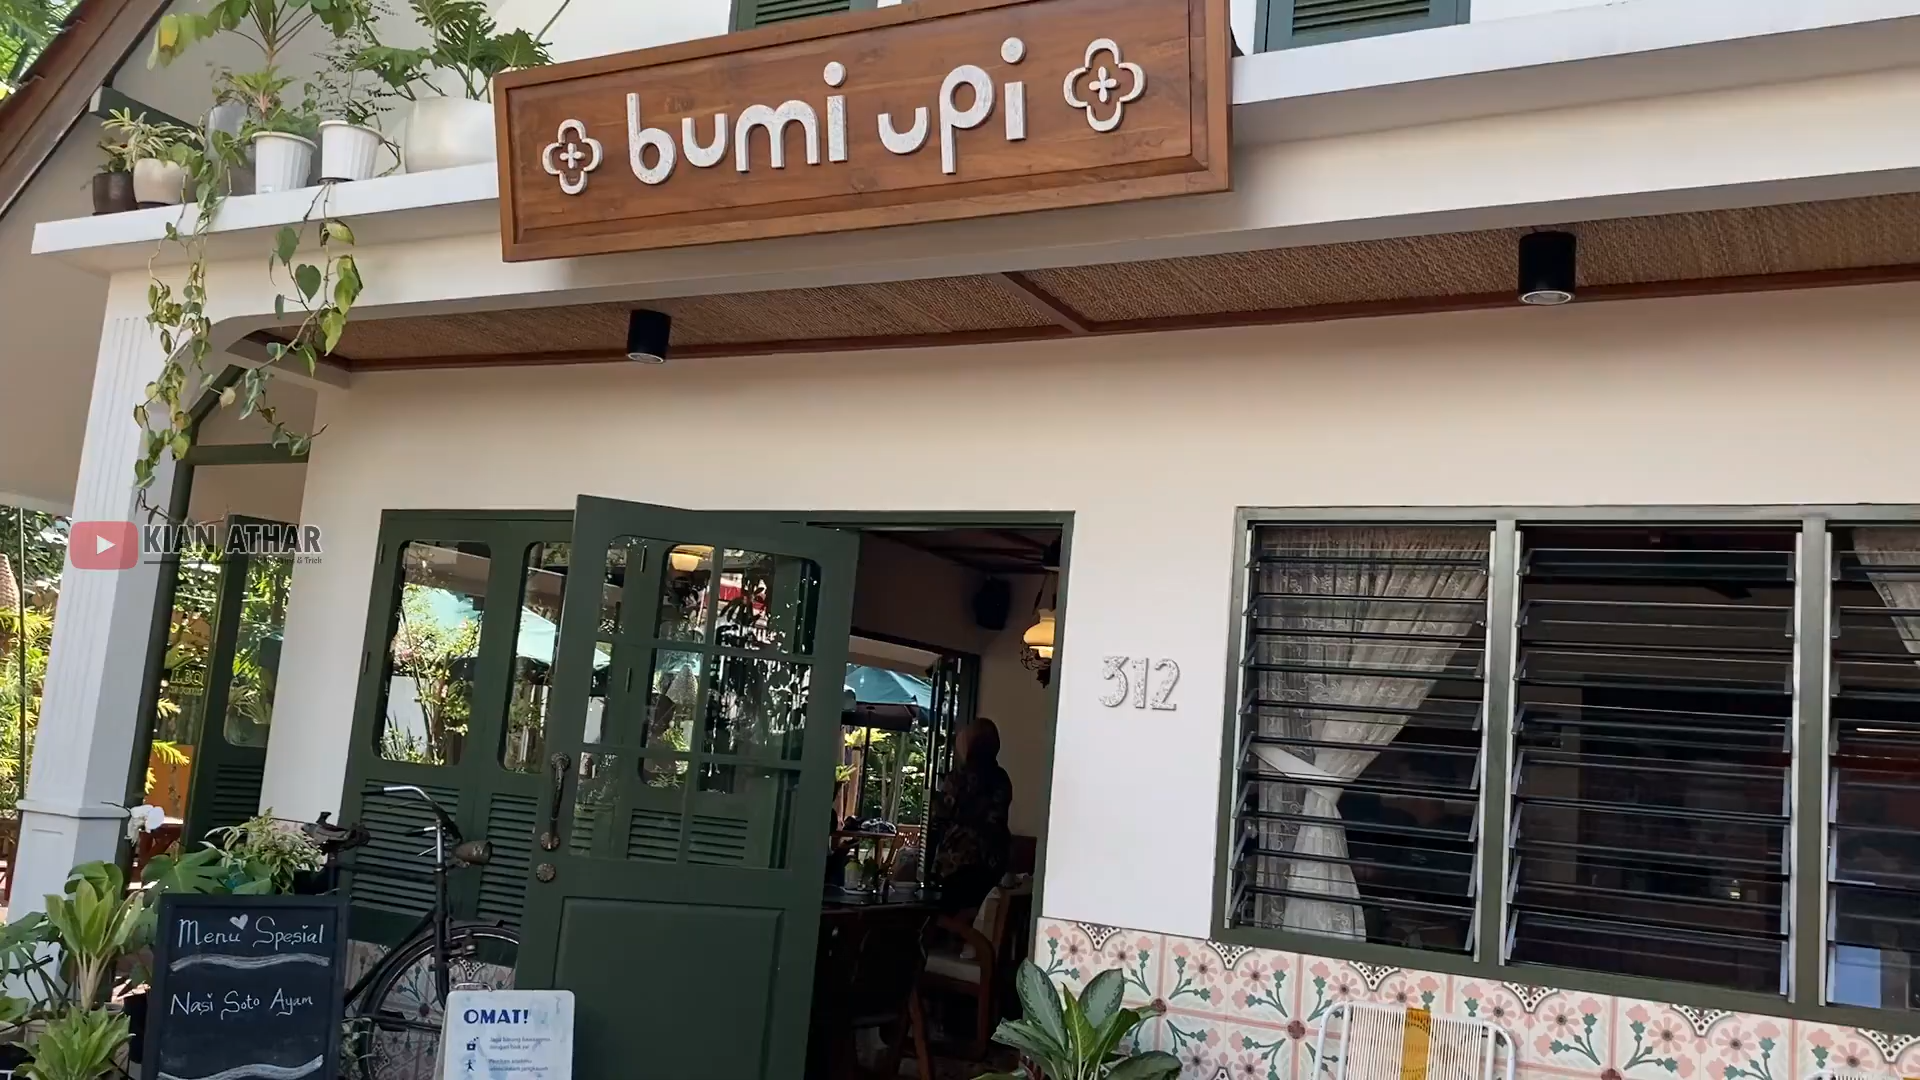 bumi upi
KIAN ATHAR
312
Menu Spesial
Nasi Soto Ayam
OMAT!